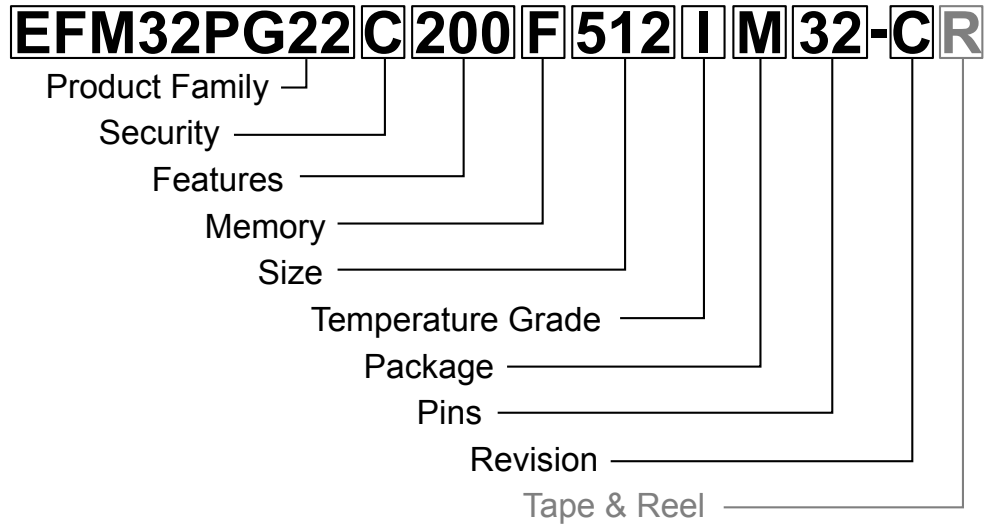 EFM32PG22C200F512IM32-CR
Product Family
Security
Features
Memory
Size
Temperature Grade
Package
Pins
Revision
Tape & Reel